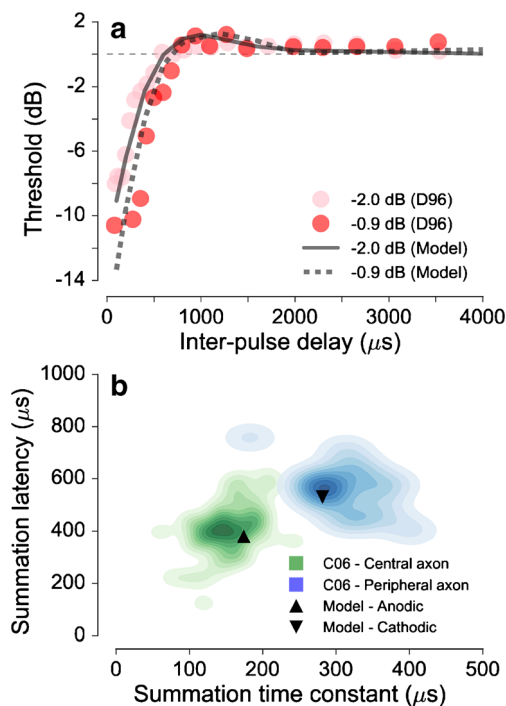 a
2
-2
-6
-10
-14
Threshold (dB)
-2.0 dB (D96)
-0.9 dB (D96)
-2.0 dB (Model)
-0.9 dB (Model)
0 1000 2000 3000 4000
Inter-pulse delay (μs)
b
1000
800
600
400
200
0
Summation latency (μs)
C06 - Central axon
C06 - Peripheral axon
Model - Anodic
Model - Cathodic
0 100 200 300 400 500
Summation time constant (μs)